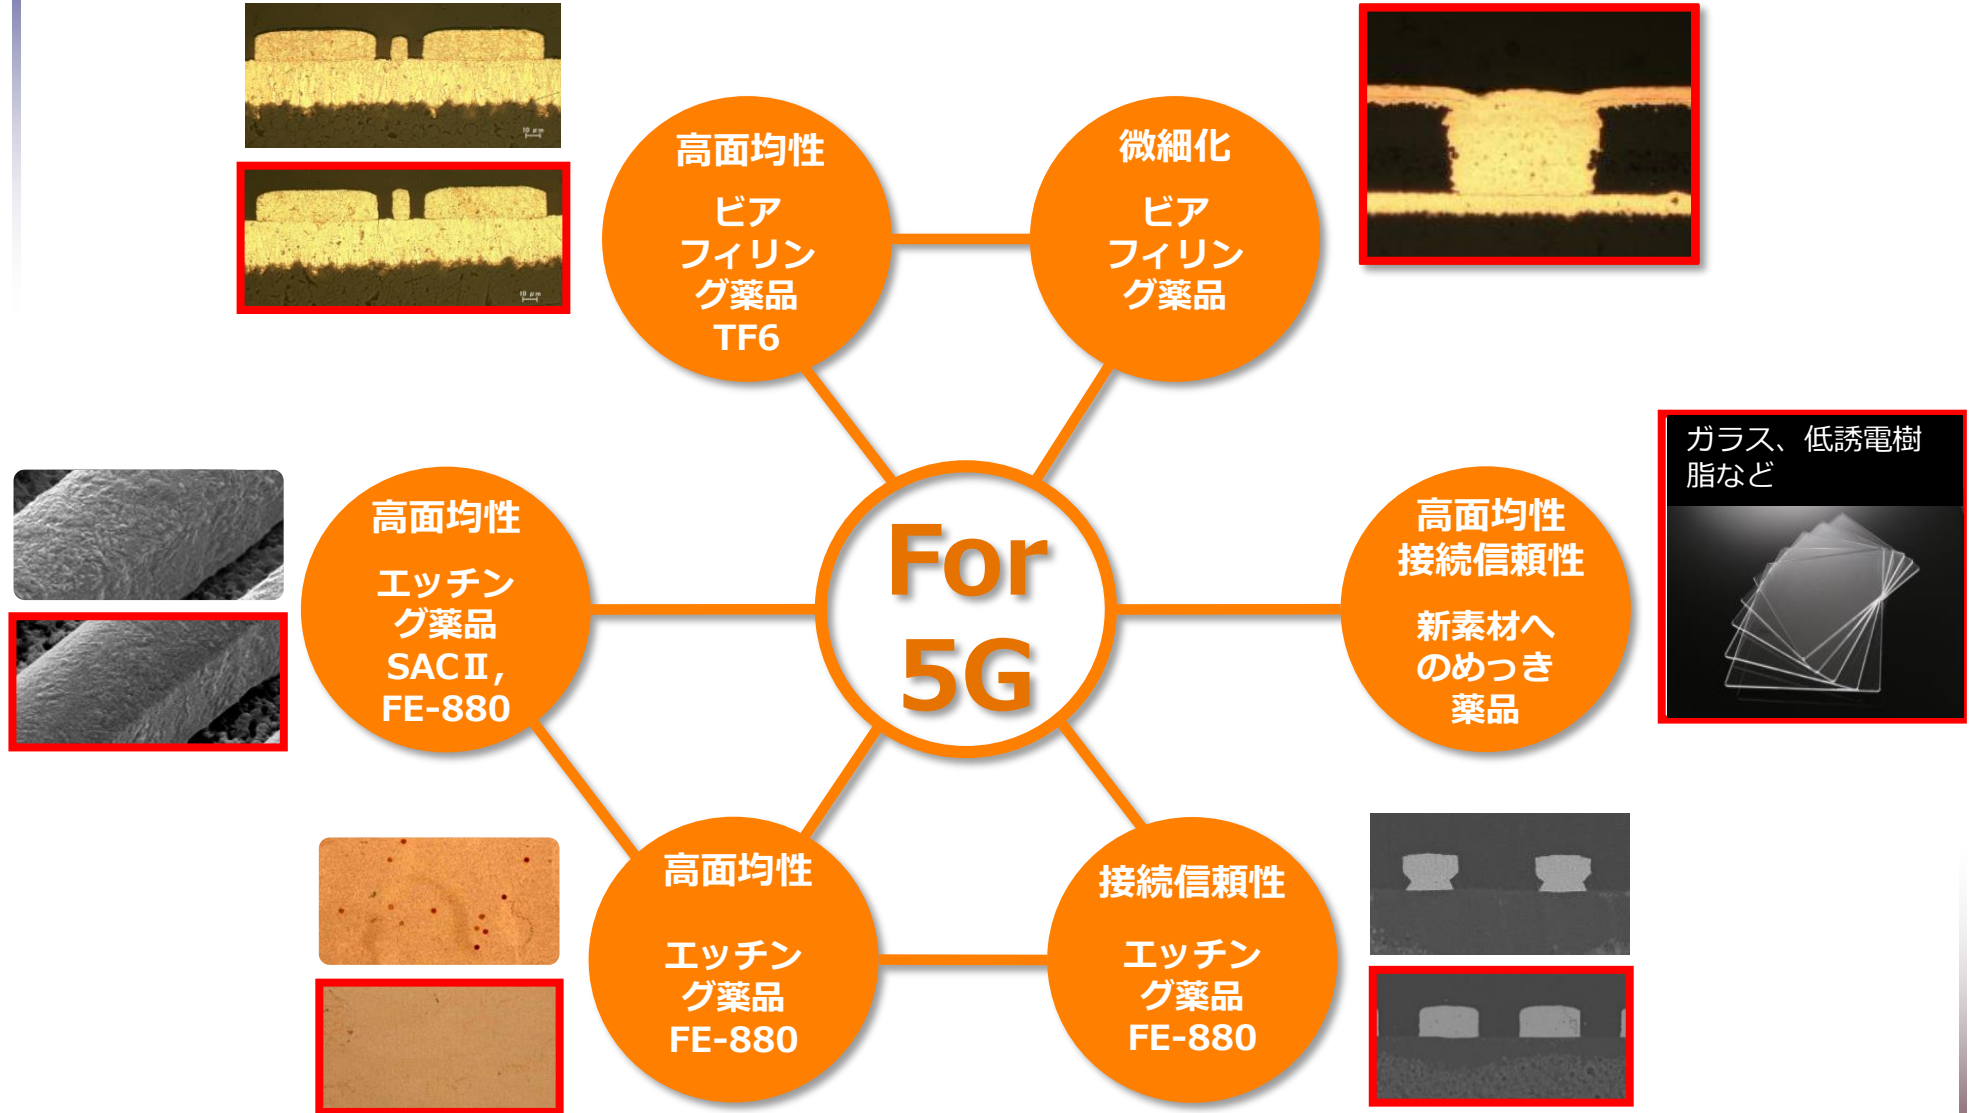 10 μm
10 μm
高面均性
ビア
フィリン
グ薬品
TF6
微細化
ビア
フィリン
グ薬品
ガラス、低誘電樹
脂など
高面均性
エッチン
グ薬品
SACⅡ,
FE-880
For
5G
高面均性
接続信頼性
新素材へ
のめっき
薬品
高面均性
エッチン
グ薬品
FE-880
接続信頼性
エッチン
グ薬品
FE-880